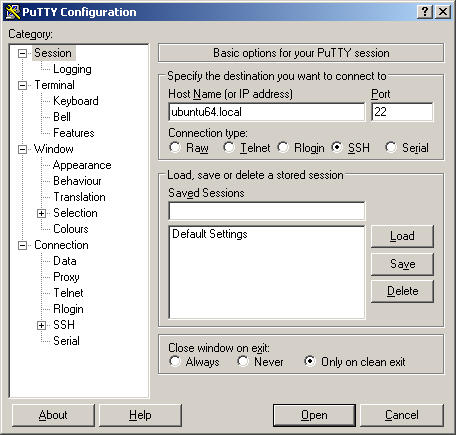 PuTTY Configuration
Category:
Session
Logging
Terminal
Keyboard
Bell
Features
Window
Appearance
Behaviour
Translation
Selection
Colours
Connection
Data
Proxy
Telnet
Rlogin
SSH
Serial
Basic options for your PuTTY session
Specify the destination you want to connect to
Host Name (or IP address) Port
ubuntu64.local 22
Connection type:
Raw Telnet Rlogin SSH Serial
Load, save or delete a stored session
Saved Sessions
Default Settings
Load
Save
Delete
Close window on exit:
Always Never Only on clean exit
About Help Open Cancel